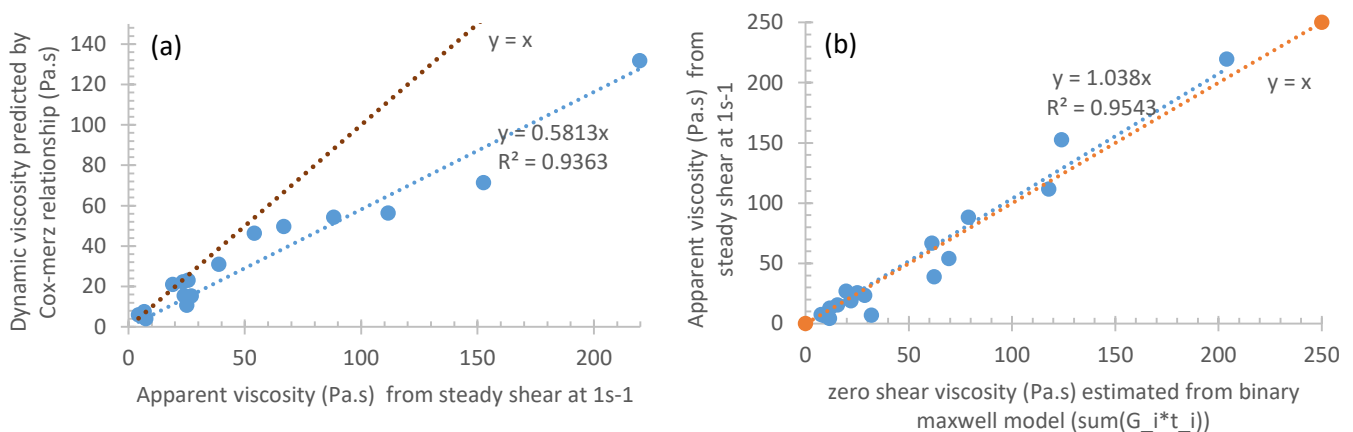 (a)
Dynamic viscosity predicted by
Cox-merz relationship (Pa.s)
140
120
100
80
60
40
20
0
y = x
y = 0.5813x
R² = 0.9363
0
50
100
150
200
Apparent viscosity (Pa.s) from steady shear at 1s-1
(b)
Apparent viscosity (Pa.s) from
steady shear at 1s-1
250
200
150
100
50
0
y = 1.038x
R² = 0.9543
y = x
0
50
100
150
200
250
zero shear viscosity (Pa.s) estimated from binary
maxwell model (sum(G_i*t_i))